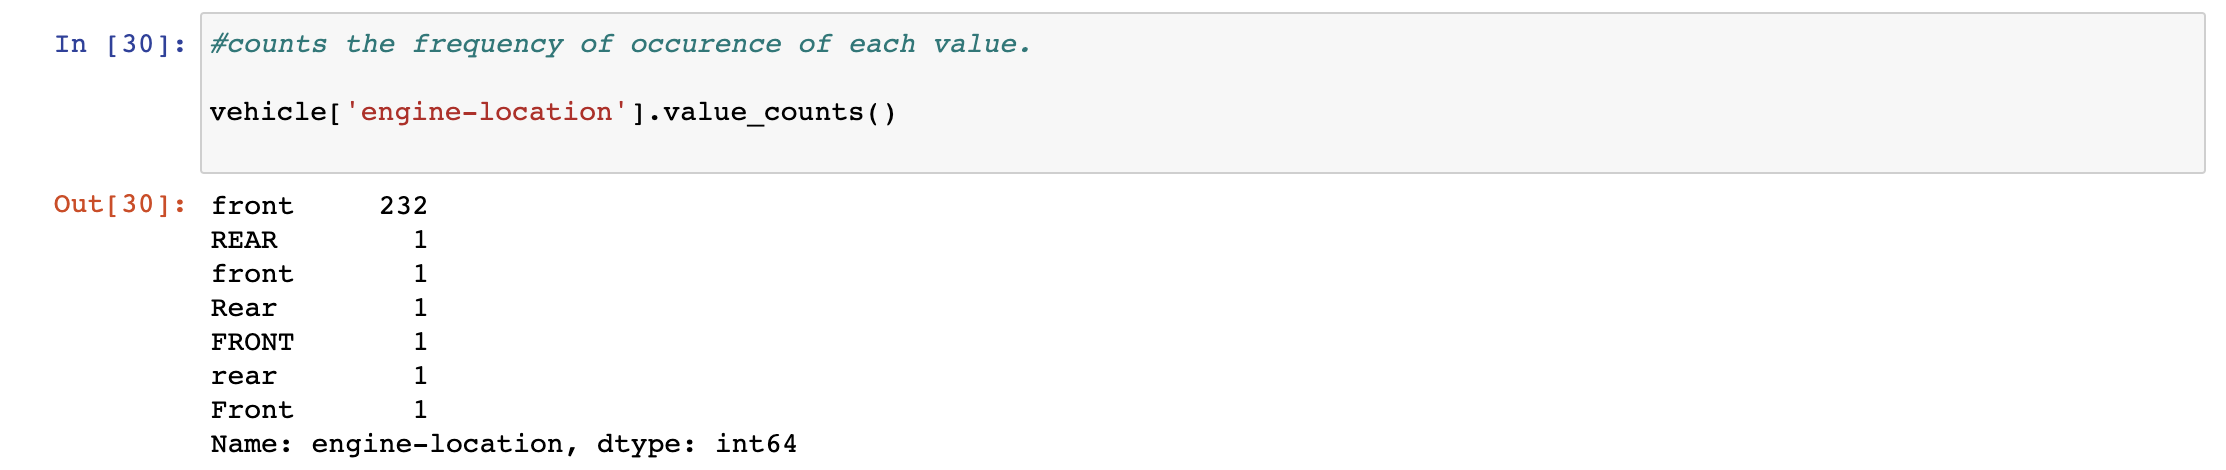 In [30]: #counts the frequency of occurence of each value.
vehicle['engine-location'].value_counts()
Out[30]: front     232
REAR        1
front       1
Rear        1
FRONT       1
rear        1
Front       1
Name: engine-location, dtype: int64